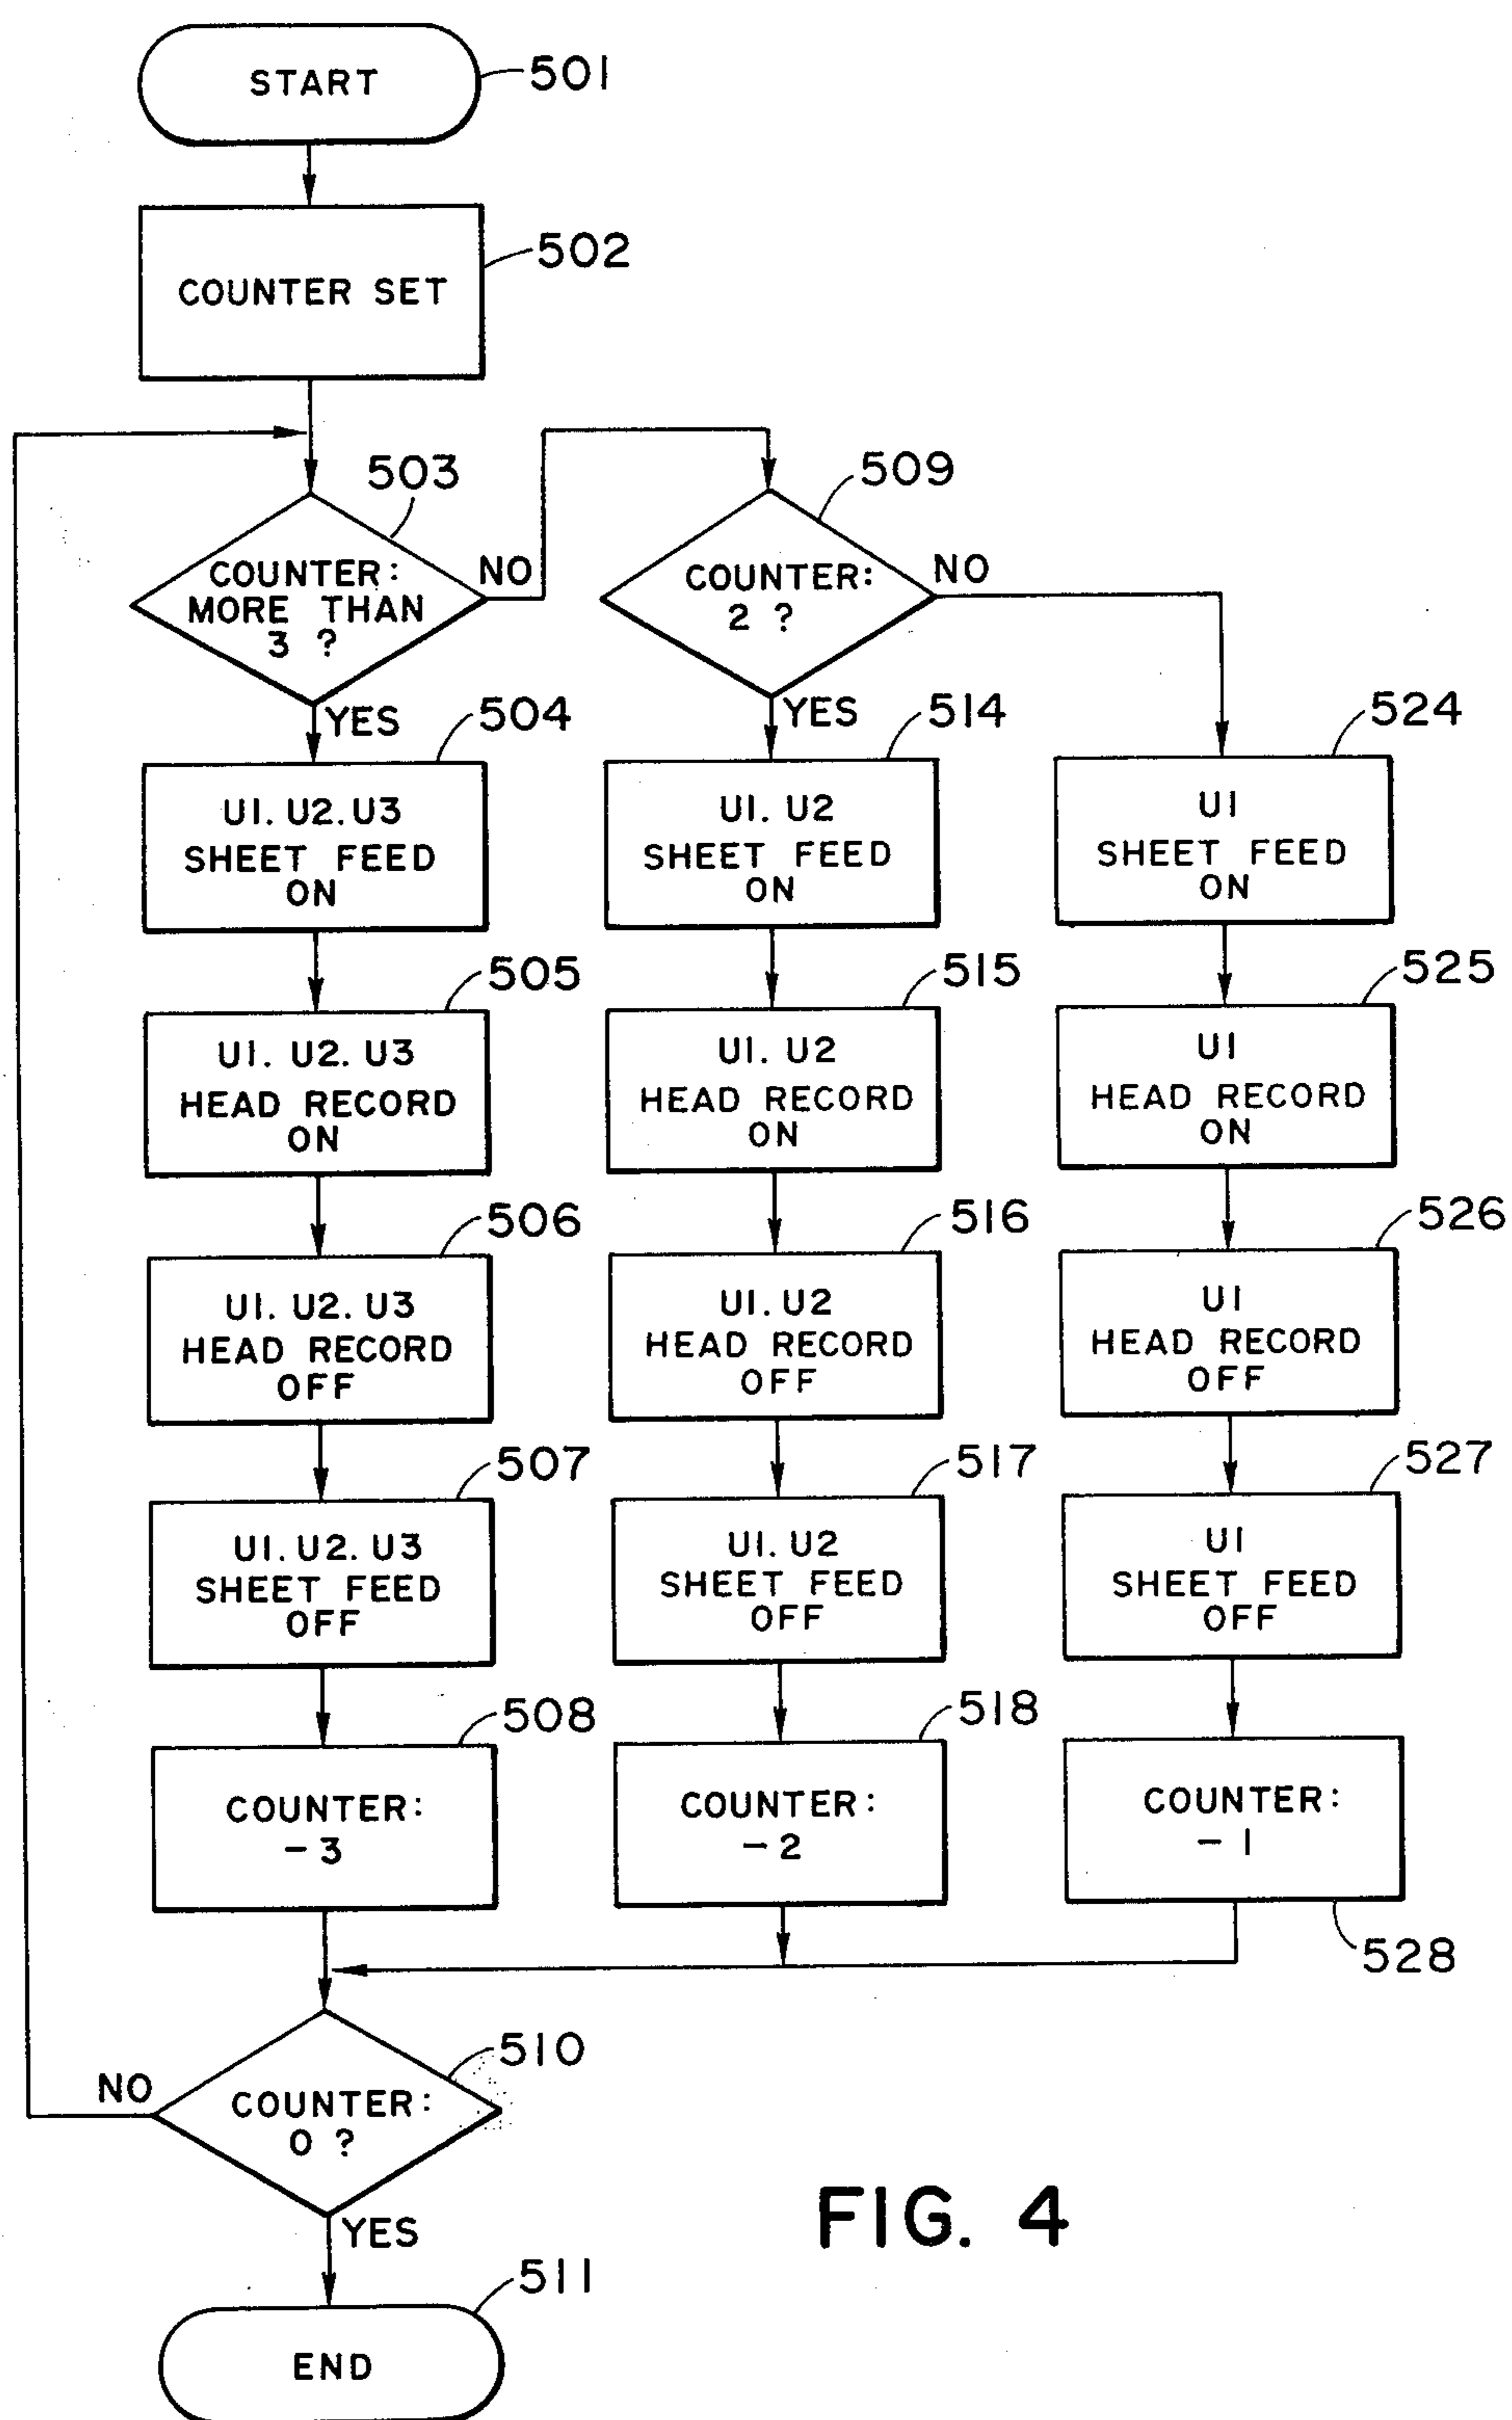 START
501
COUNTER SET
502
503
COUNTER:
MORE THAN
3 ?
NO
YES
509
COUNTER:
2 ?
NO
YES
504
U1. U2. U3
SHEET FEED
ON
514
U1. U2
SHEET FEED
ON
524
U1
SHEET FEED
ON
505
U1. U2. U3
HEAD RECORD
ON
515
U1. U2
HEAD RECORD
ON
525
U1
HEAD RECORD
ON
506
U1. U2. U3
HEAD RECORD
OFF
516
U1. U2
HEAD RECORD
OFF
526
U1
HEAD RECORD
OFF
507
U1. U2. U3
SHEET FEED
OFF
517
U1. U2
SHEET FEED
OFF
527
U1
SHEET FEED
OFF
508
COUNTER:
-3
518
COUNTER:
-2
COUNTER:
-1
528
510
NO
COUNTER:
0 ?
YES
511
END
FIG. 4